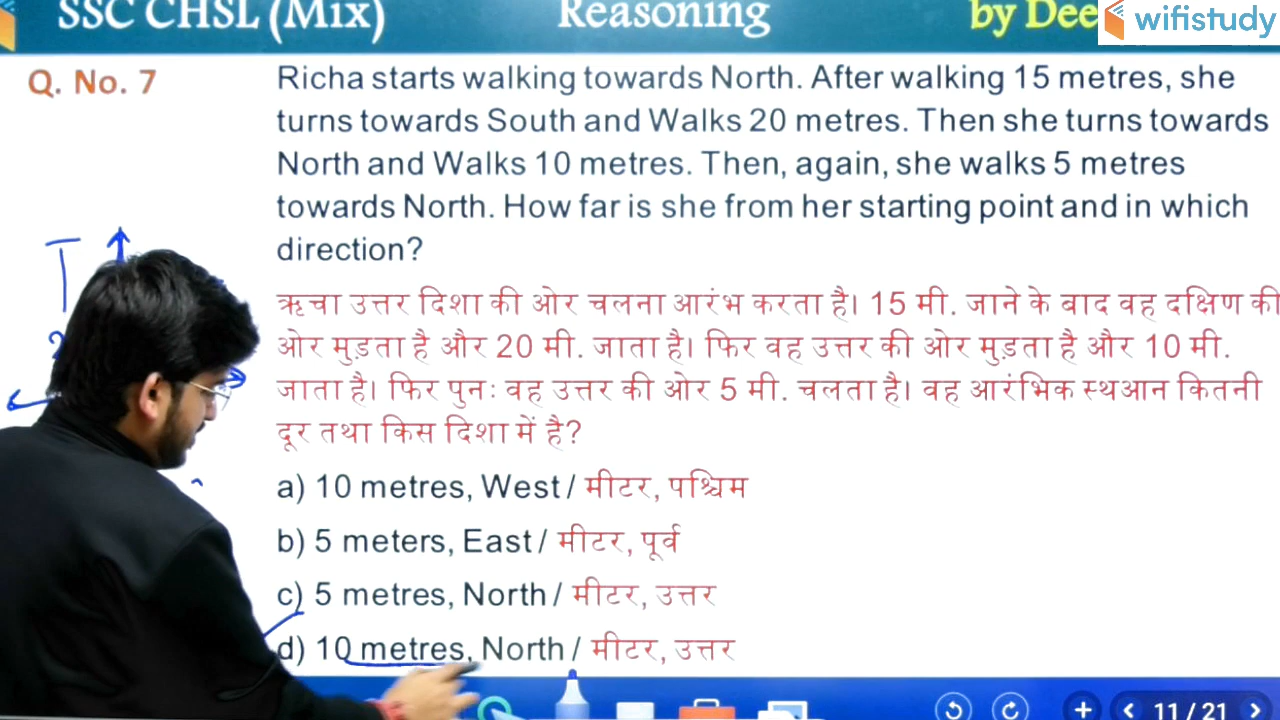 SSC CHSL (Mix) Reasoning by Dee wifistudy
Q. No. 7
Richa starts walking towards North. After walking 15 metres, she
turns towards South and Walks 20 metres. Then she turns towards
North and Walks 10 metres. Then, again, she walks 5 metres
towards North. How far is she from her starting point and in which
direction?
ऋचा उत्तर दिशा की ओर चलना आरंभ करता है। 15 मी. जाने के बाद वह दक्षिण की
ओर मुड़ता है और 20 मी. जाता है। फिर वह उत्तर की ओर मुड़ता है और 10 मी.
जाता है। फिर पुनः वह उत्तर की ओर 5 मी. चलता है। वह आरंभिक स्थआन कितनी
दूर तथा किस दिशा में है?
a) 10 metres, West / मीटर, पश्चिम
b) 5 meters, East / मीटर, पूर्व
c) 5 metres, North / मीटर, उत्तर
d) 10 metres, North / मीटर, उत्तर
11 / 21